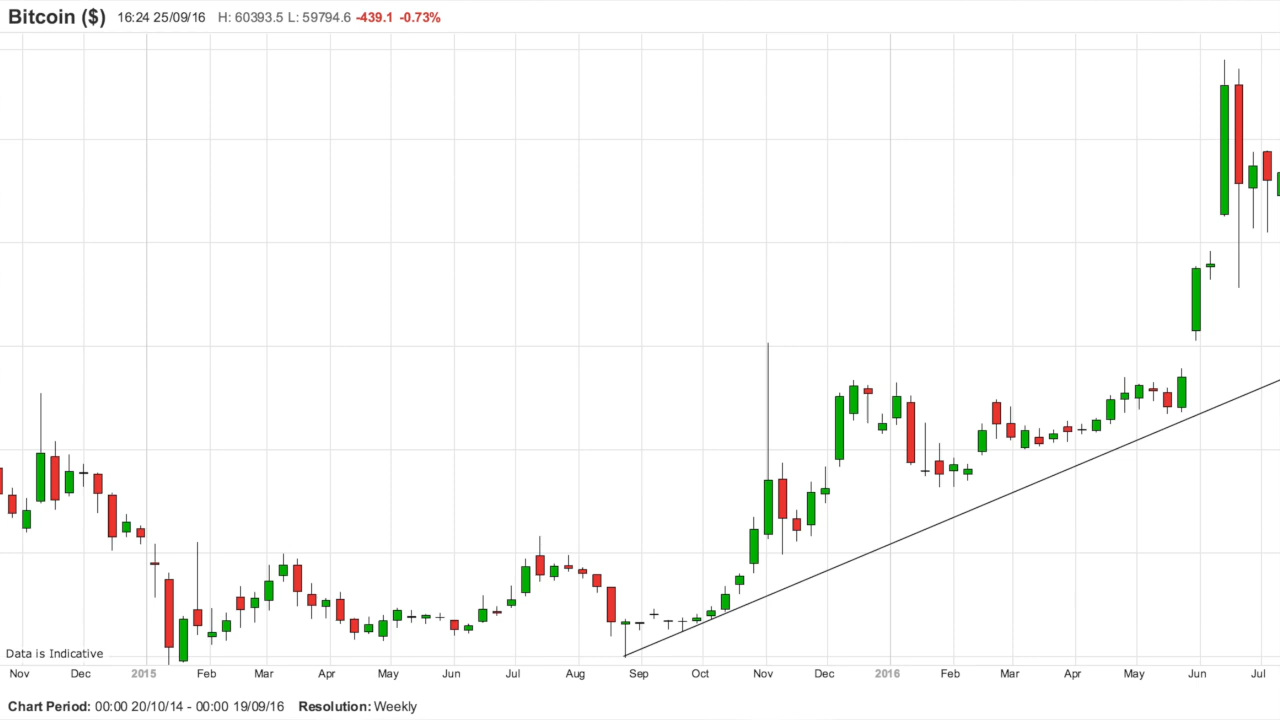 Bitcoin ($) 16:24 25/09/16 H: 60393.5 L: 59794.6 -439.1 -0.73%
Data is Indicative
Nov Dec 2015 Feb Mar Apr May Jun Jul Aug Sep Oct Nov Dec 2016 Feb Mar Apr May Jun Jul
Chart Period: 00:00 20/10/14 - 00:00 19/09/16 Resolution: Weekly